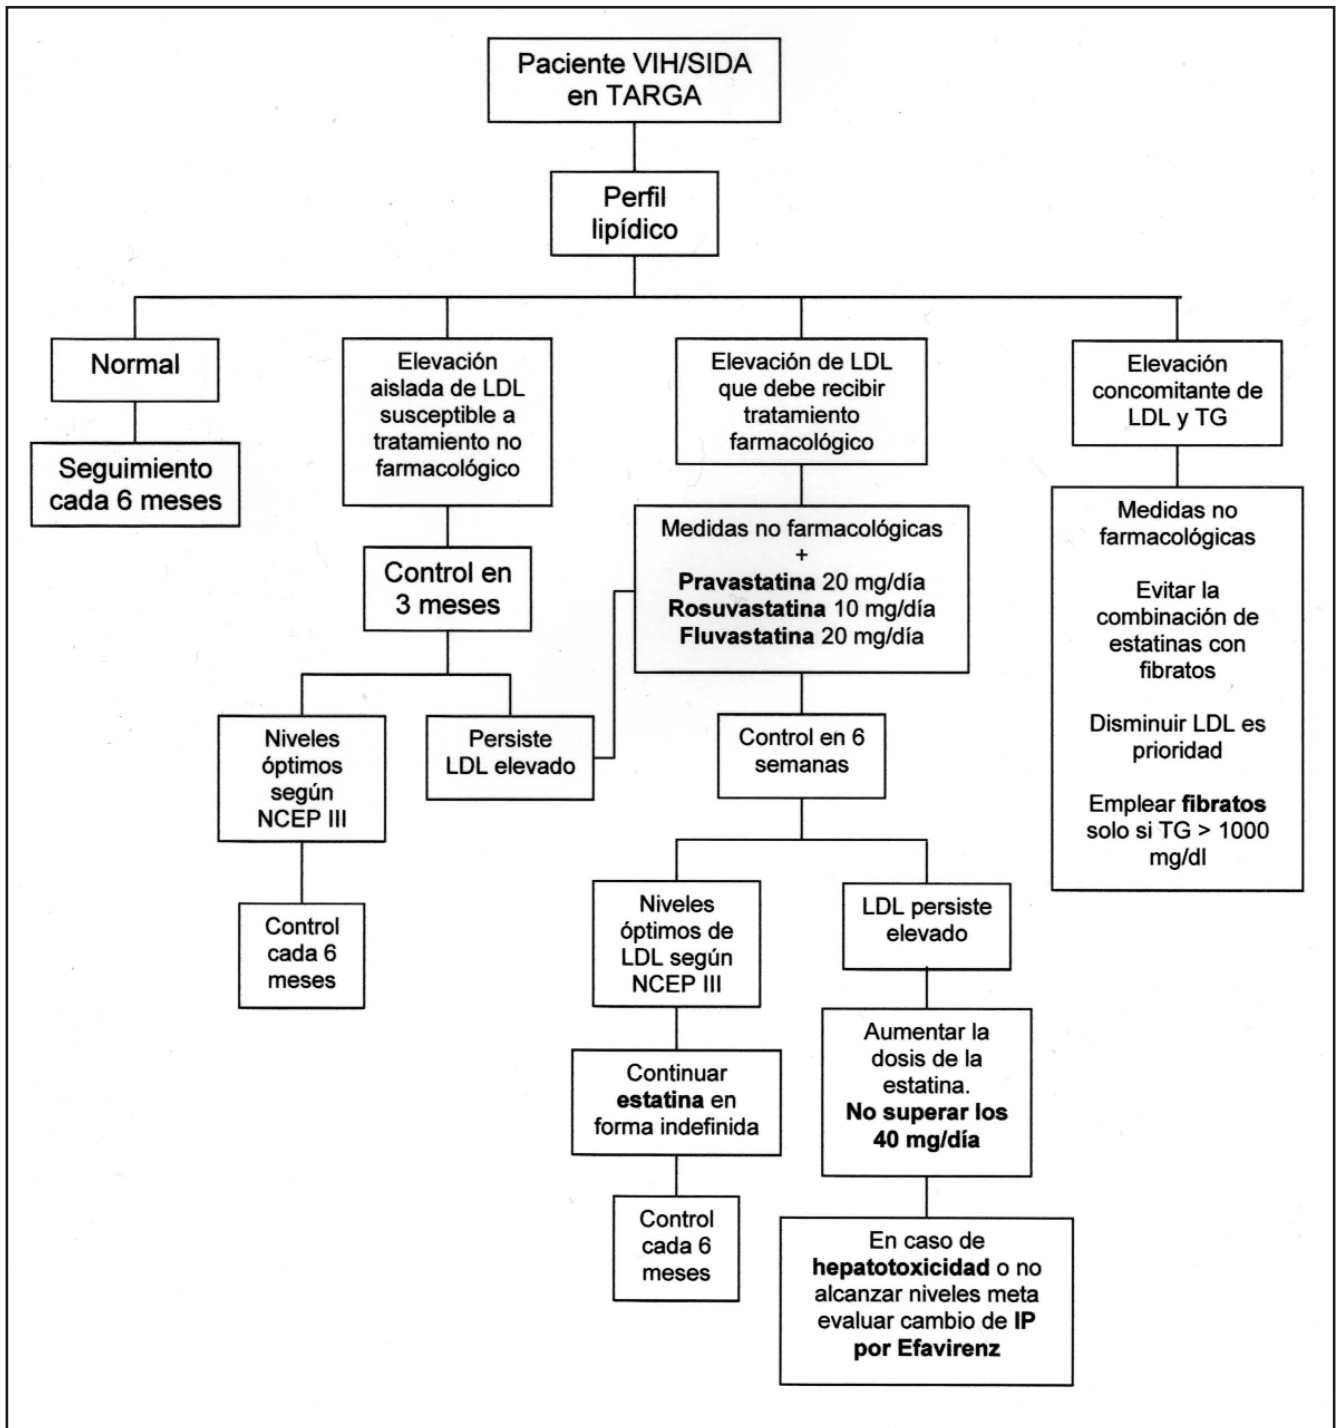 Paciente VIH/SIDA
en TARGA
Perfil
lipídico
Normal
Seguimiento
cada 6 meses
Elevación
aislada de LDL
susceptible a
tratamiento no
farmacológico
Control en
3 meses
Niveles
óptimos
según
NCEP III
Control
cada 6
meses
Persiste
LDL elevado
Elevación de LDL
que debe recibir
tratamiento
farmacológico
Medidas no farmacológicas
+
Pravastatina 20 mg/día
Rosuvastatina 10 mg/día
Fluvastatina 20 mg/día
Control en 6
semanas
Niveles
óptimos de
LDL según
NCEP III
Continuar
estatina en
forma indefinida
Control
cada 6
meses
LDL persiste
elevado
Aumentar la
dosis de la
estatina.
No superar los
40 mg/día
En caso de
hepatotoxicidad o no
alcanzar niveles meta
evaluar cambio de IP
por Efavirenz
Elevación
concomitante de
LDL y TG
Medidas no
farmacológicas
Evitar la
combinación de
estatinas con
fibratos
Disminuir LDL es
prioridad
Emplear fibratos
solo si TG > 1000
mg/dl